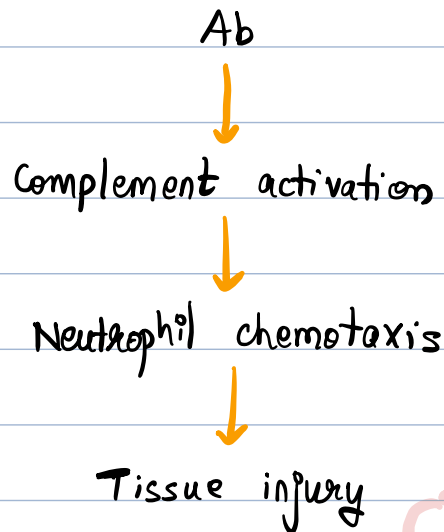 Ab
Complement activation
Neutrophil chemotaxis
Tissue injury